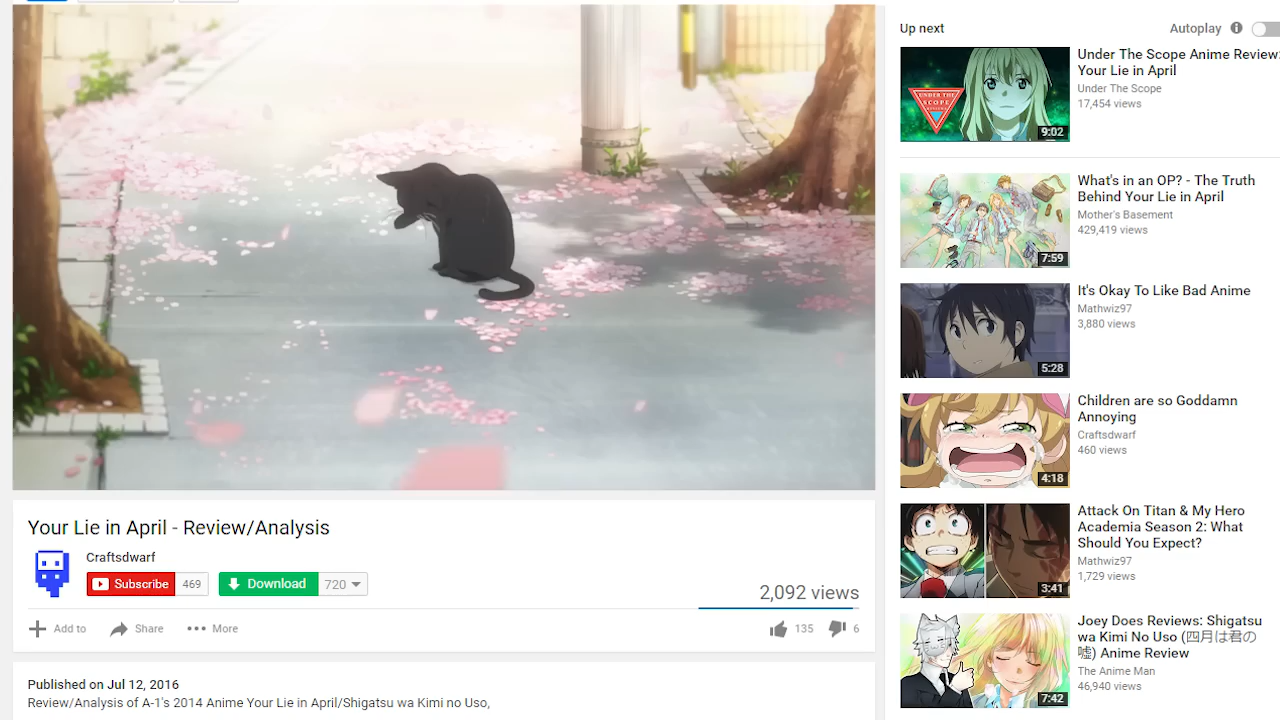 Your Lie in April - Review/Analysis
Craftsdwarf
Subscribe 469 Download 720
2,092 views
Add to Share More 135 6
Published on Jul 12, 2016
Review/Analysis of A-1's 2014 Your Lie in April Shigatsu wa Kimi no Uso,
Up next Autoplay
Under The Scope Anime Review:
Your Lie in April
Under The Scope
17,454 views
UNDER THE
SCOPE
9:02
What's in an OP? - The Truth
Behind Your Lie in April
Mother's Basement
429,419 views
7:59
It's Okay To Like Bad Anime
Mathwiz97
3,880 views
5:28
Children are so Goddamn
Annoying
Craftsdwarf
460 views
4:18
Attack On Titan & My Hero
Academia Season 2: What
Should You Expect?
Mathwiz97
1,729 views
3:41
Joey Does Reviews: Shigatsu
wa Kimi No Uso (四月は君の
嘘) Anime Review
The Anime Man
46,940 views
7:42